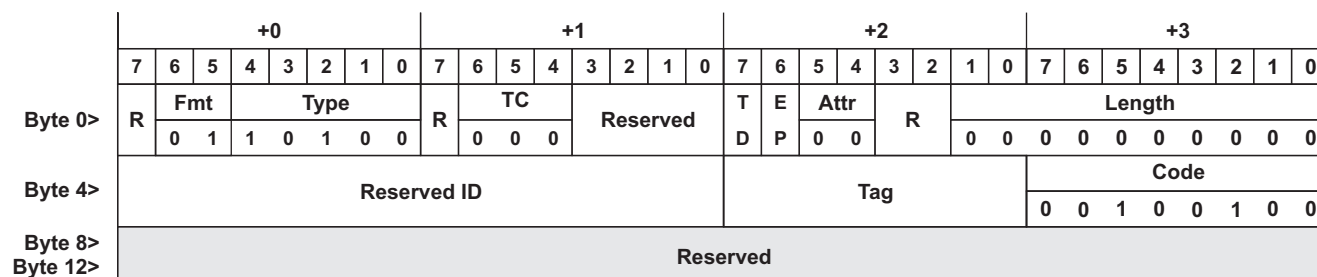 +0 +1 +2 +3
7 6 5 4 3 2 1 0 7 6 5 4 3 2 1 0 7 6 5 4 3 2 1 0 7 6 5 4 3 2 1 0
Byte 0> R Fmt Type R TC Reserved T D E P Attr R Length
0 1 1 0 1 0 0 0 0 0 0 0 0 0 0 0 0 0 0 0 0 0
Byte 4> Reserved ID Tag Code
0 0 1 0 0 1 0 0
Byte 8> Reserved
Byte 12>